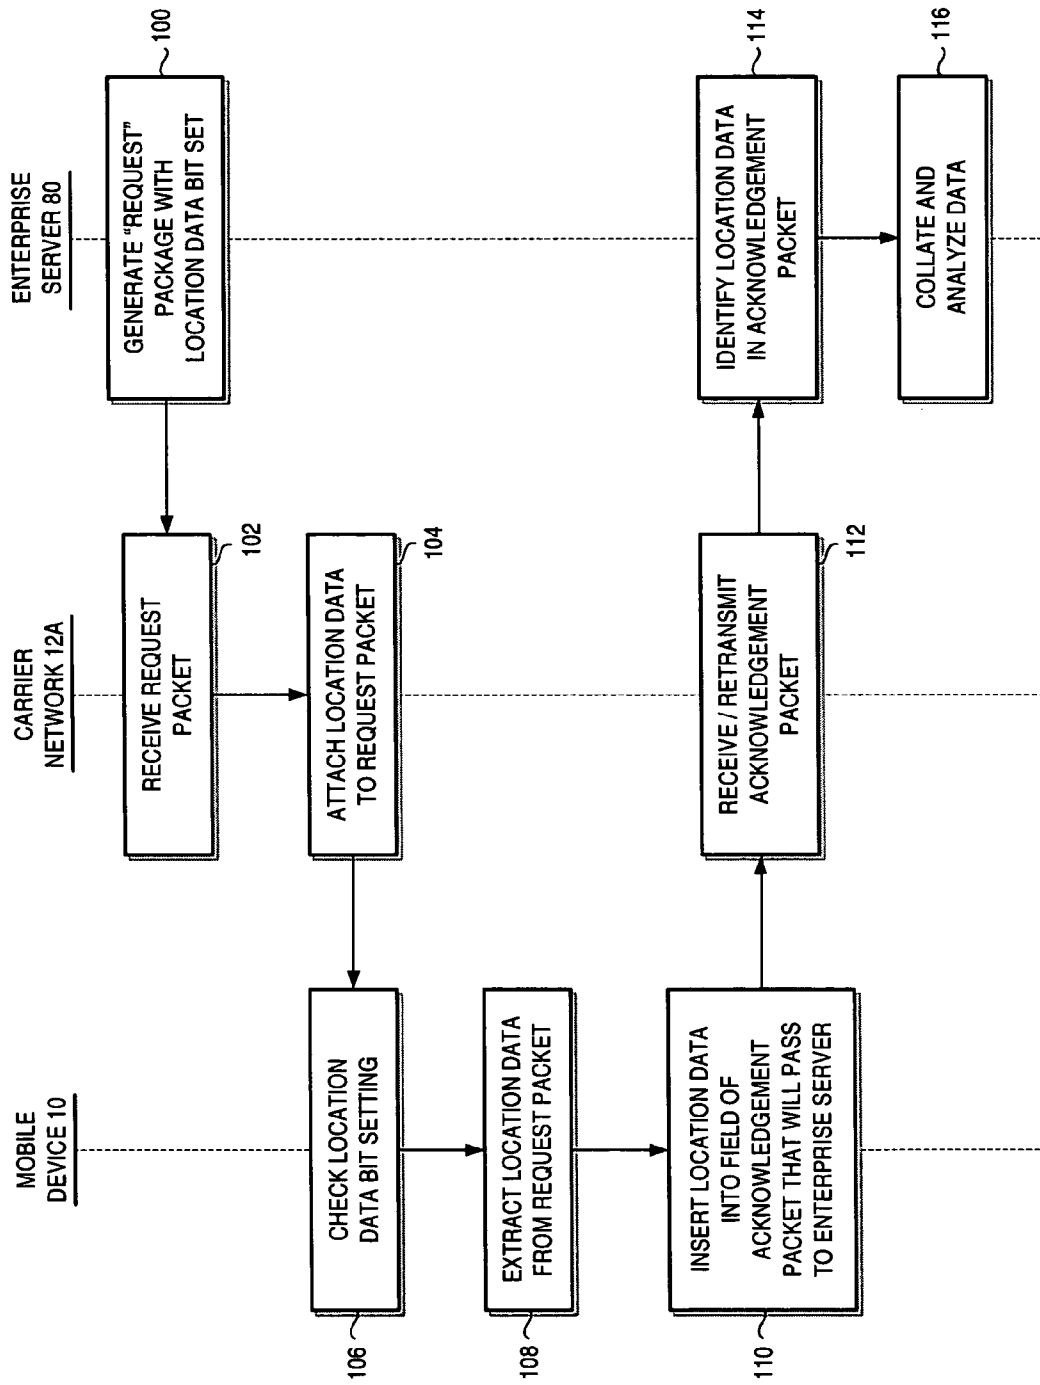 MOBILE
DEVICE 10
CARRIER
NETWORK 12A
ENTERPRISE
SERVER 80
GENERATE "REQUEST"
PACKAGE WITH
LOCATION DATA BIT SET
100
RECEIVE REQUEST
PACKET
102
ATTACH LOCATION DATA
TO REQUEST PACKET
104
CHECK LOCATION
DATA BIT SETTING
106
EXTRACT LOCATION DATA
FROM REQUEST PACKET
108
INSERT LOCATION DATA
INTO FIELD OF
ACKNOWLEDGEMENT
PACKET THAT WILL PASS
TO ENTERPRISE SERVER
110
RECEIVE / RETRANSMIT
ACKNOWLEDGEMENT
PACKET
112
IDENTIFY LOCATION DATA
IN ACKNOWLEDGEMENT
PACKET
114
COLLATE AND
ANALYZE DATA
116